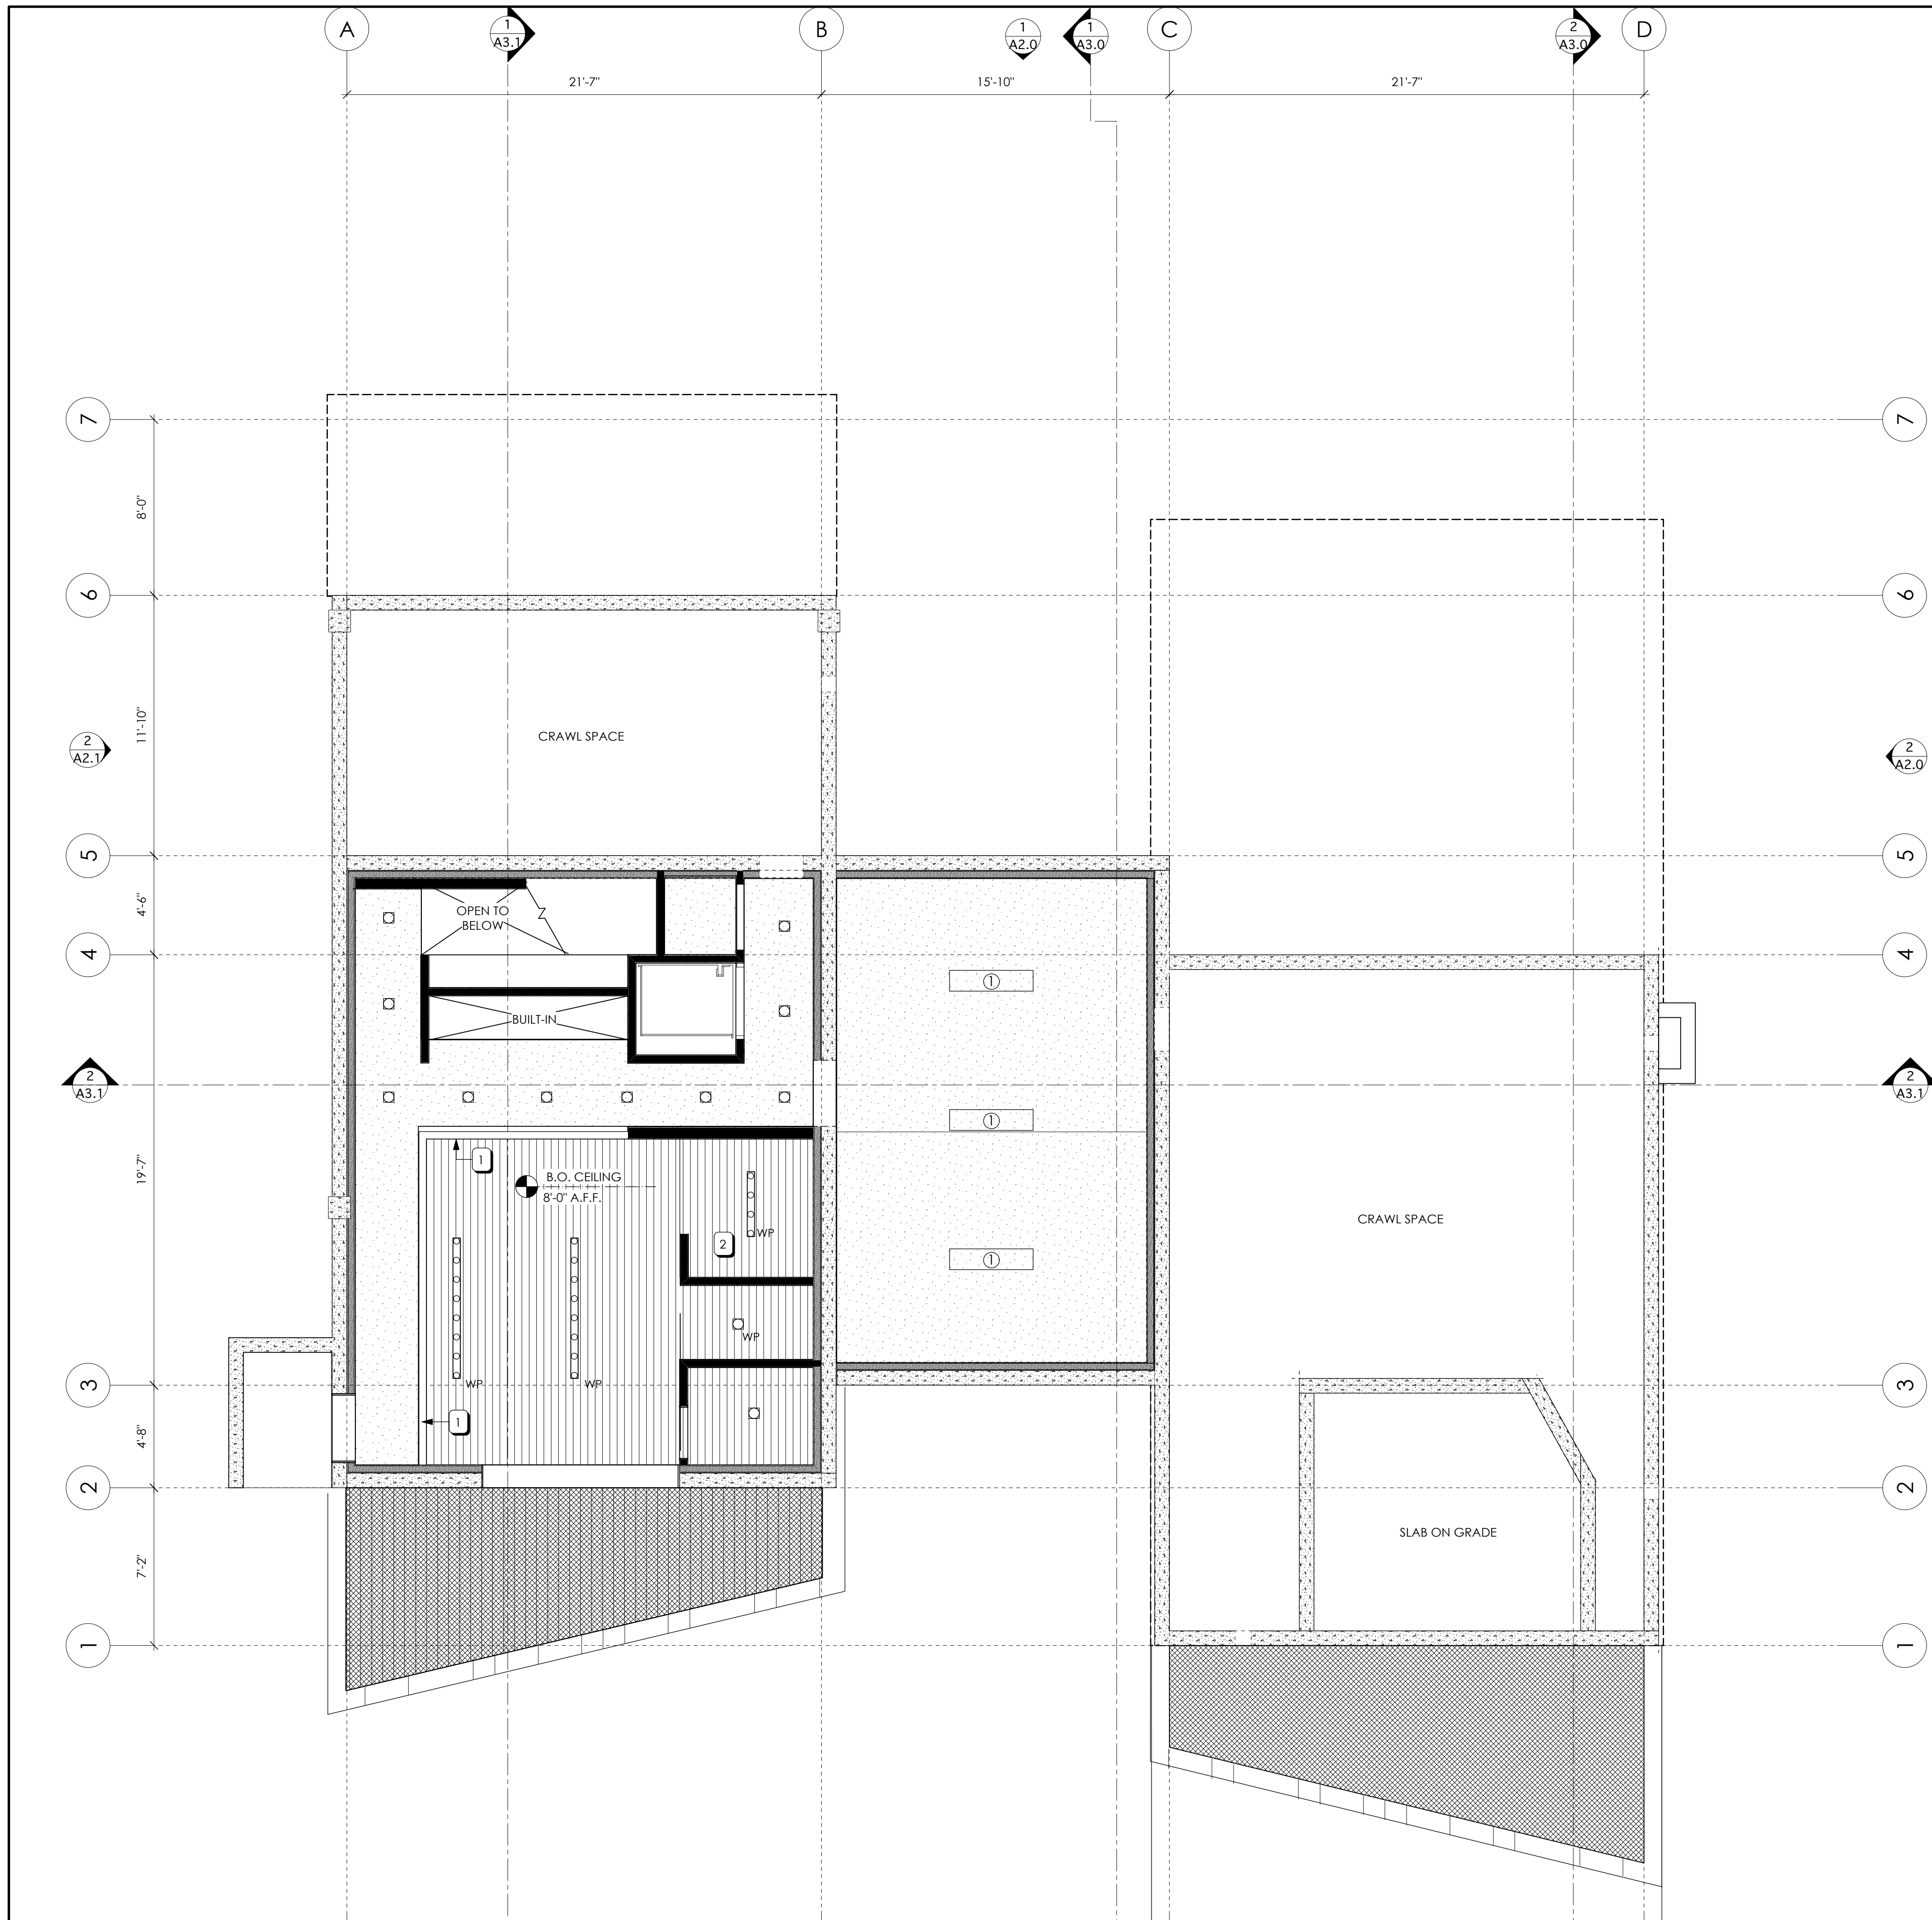 A
1
A3.1
B
1
A2.0
1
A3.0
C
2
A3.0
D
21'-7"
15'-10"
21'-7"
7
7
8'-0"
6
6
11'-10"
CRAWL SPACE
2
A2.1
2
A2.0
5
5
4'-6"
OPEN TO
BELOW
4
4
1
BUILT-IN
2
A3.1
2
A3.1
1
19'-7"
1
B.O. CEILING
8'-0" A.F.F.
CRAWL SPACE
2
WP
1
WP
3
WP
WP
3
1
4'-8"
2
2
SLAB ON GRADE
7'-2"
1
1